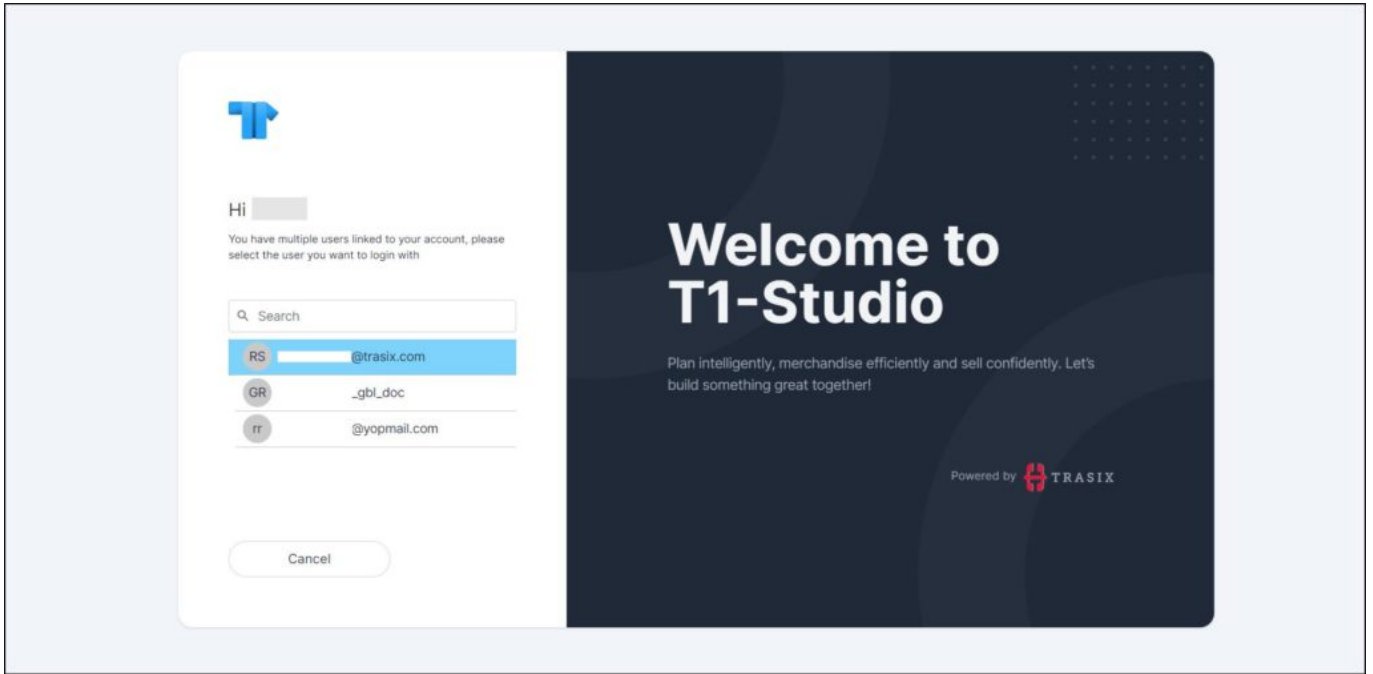 Hi
You have multiple users linked to your account, please
select the user you want to login with
Search
RS @trasix.com
GR _gbl_doc
rr @yopmail.com
Cancel
Welcome to
T1-Studio
Plan intelligently, merchandise efficiently and sell confidently. Let's
build something great together!
Powered by TRASIX